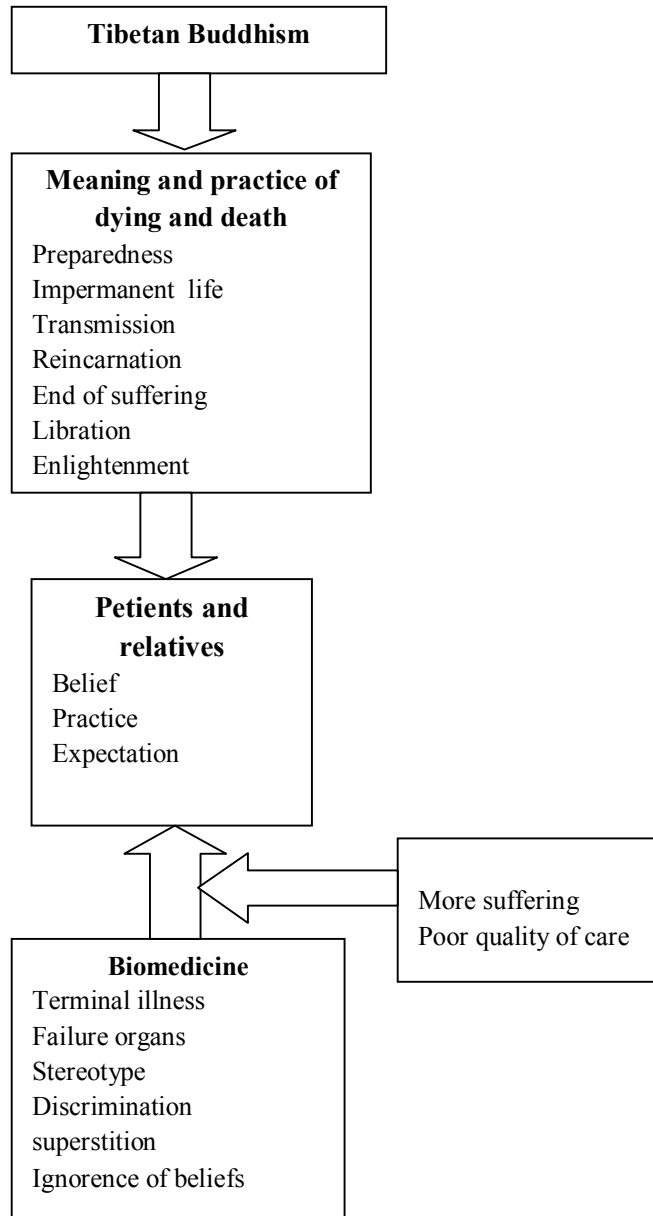 Tibetan Buddhism
Meaning and practice of
dying and death
Preparedness
Impermanent life
Transmission
Reincarnation
End of suffering
Libration
Enlightenment
Petients and
relatives
Belief
Practice
Expectation
More suffering
Poor quality of care
Biomedicine
Terminal illness
Failure organs
Stereotype
Discrimination
superstition
Ignorence of beliefs